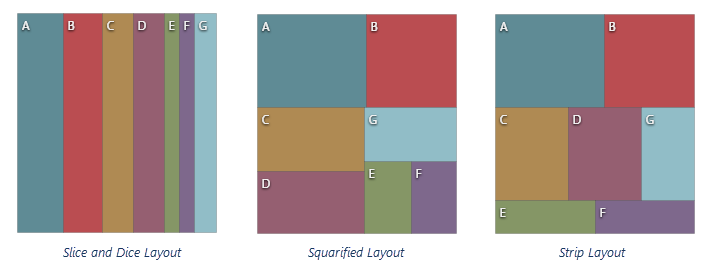 A B C D E F G
Slice and Dice Layout
A B
C G
D E F
Squarified Layout
A B
C D G
E F
Strip Layout